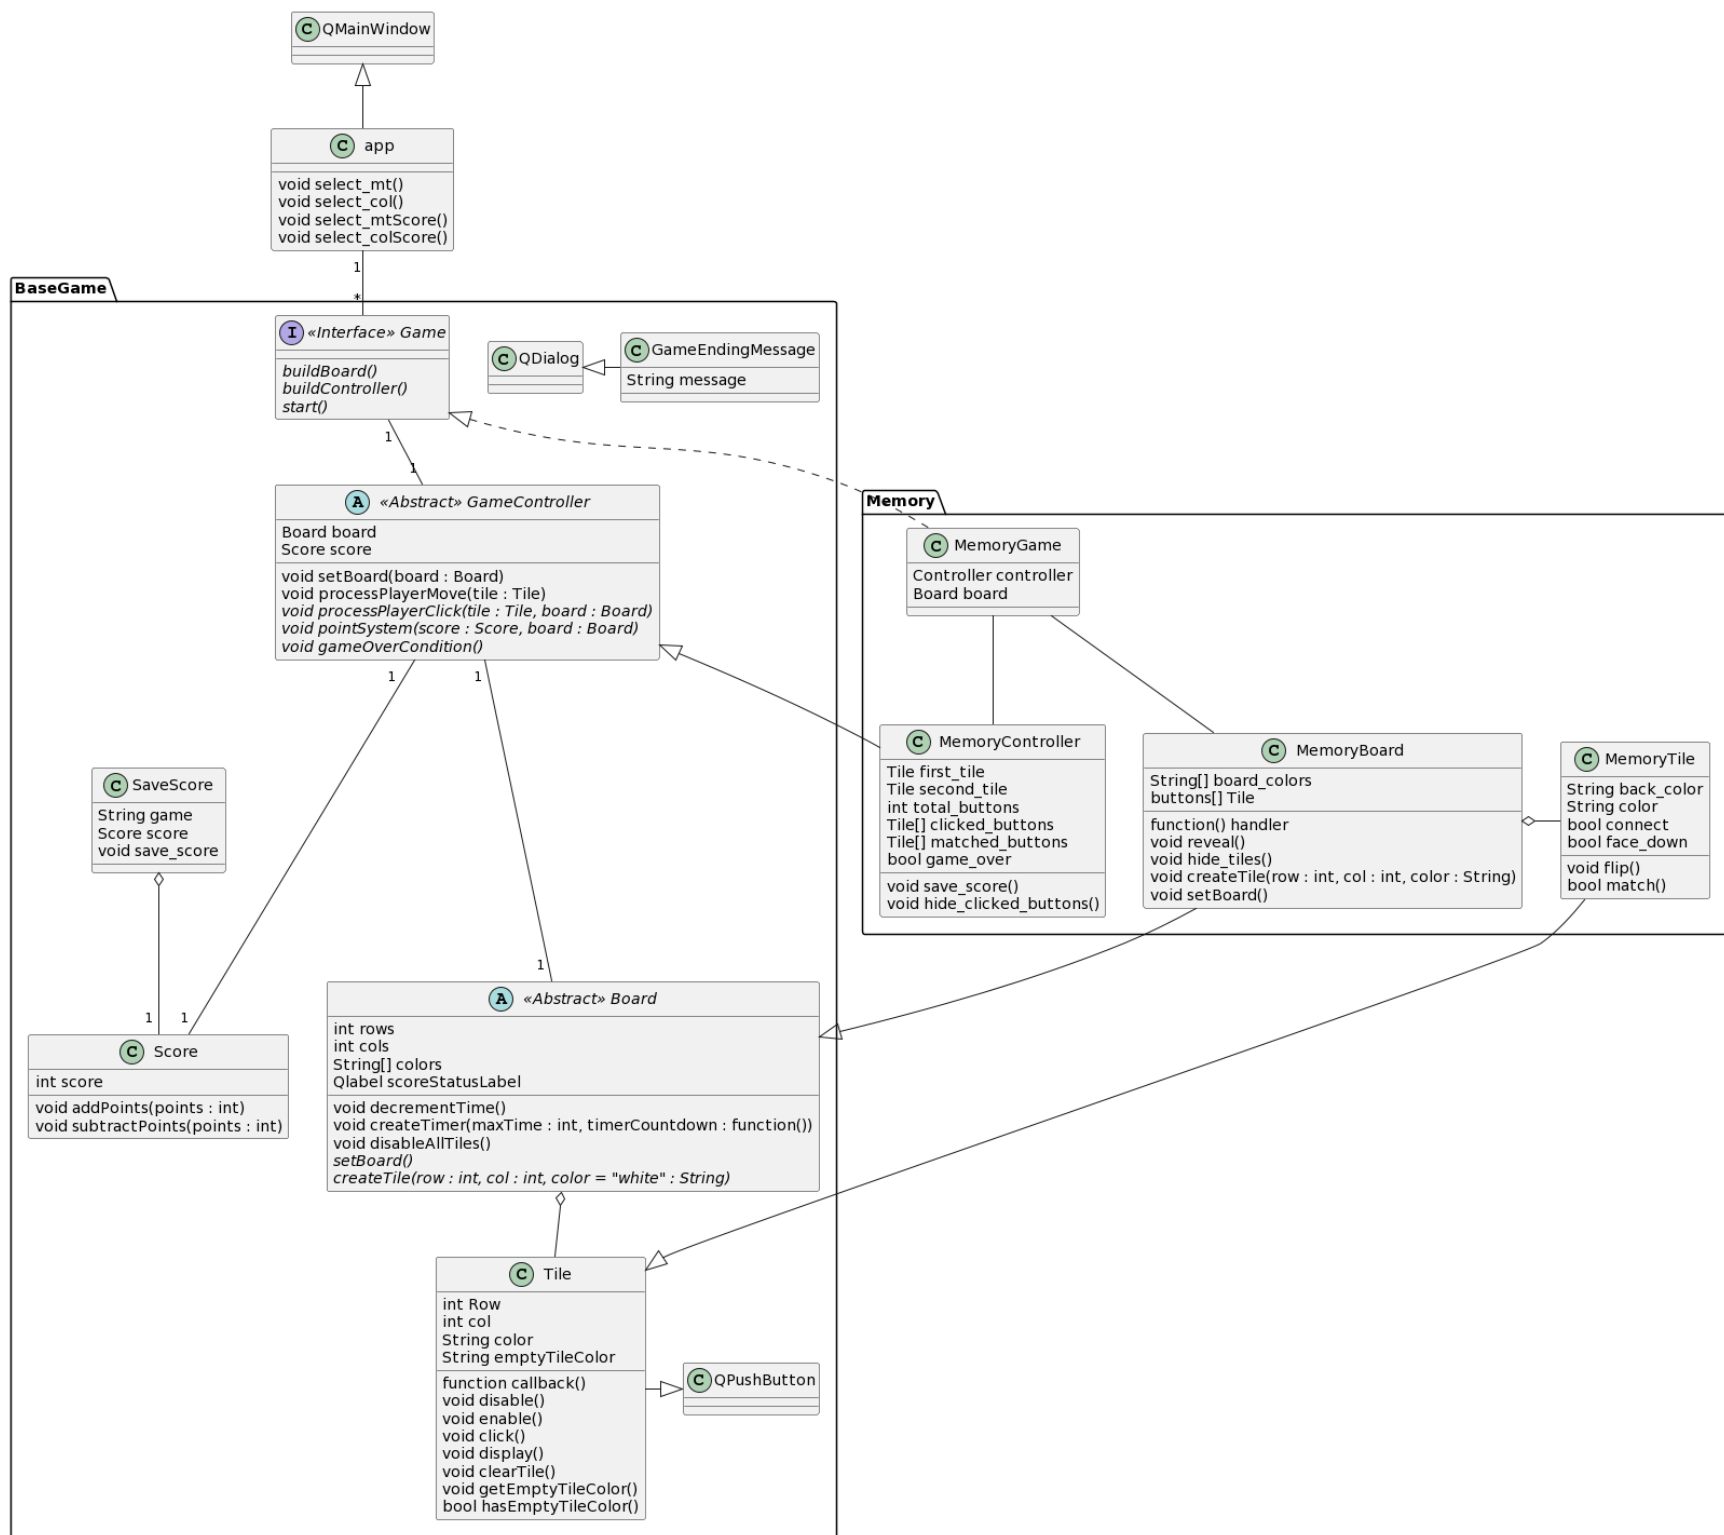 C QMainWindow
C app
void select_mt()
void select_col()
void select_mtScore()
void select_colScore()
1
*
BaseGame
I «Interface» Game
buildBoard()
buildController()
start()
C QDialog
C GameEndingMessage
String message
1
1
A «Abstract» GameController
Board board
Score score
void setBoard(board : Board)
void processPlayerMove(tile : Tile)
void processPlayerClick(tile : Tile, board : Board)
void pointSystem(score : Score, board : Board)
void gameOverCondition()
1
1
Memory
C MemoryGame
Controller controller
Board board
C MemoryController
Tile first_tile
Tile second_tile
int total_buttons
Tile[] clicked_buttons
Tile[] matched_buttons
bool game_over
void save_score()
void hide_clicked_buttons()
C MemoryBoard
String[] board_colors
buttons[] Tile
function() handler
void reveal()
void hide_tiles()
void createTile(row : int, col : int, color : String)
void setBoard()
C MemoryTile
String back_color
String color
bool connect
bool face_down
void flip()
bool match()
C SaveScore
String game
Score score
void save_score
1
1
1
C Score
int score
void addPoints(points : int)
void subtractPoints(points : int)
A «Abstract» Board
int rows
int cols
String[] colors
Qlabel scoreStatusLabel
void decrementTime()
void createTimer(maxTime : int, timerCountdown : function())
void disableAllTiles()
setBoard()
createTile(row : int, col : int, color = "white" : String)
C Tile
int Row
int col
String color
String emptyTileColor
function callback()
void disable()
void enable()
void click()
void display()
void clearTile()
void getEmptyTileColor()
bool hasEmptyTileColor()
C QPushButton